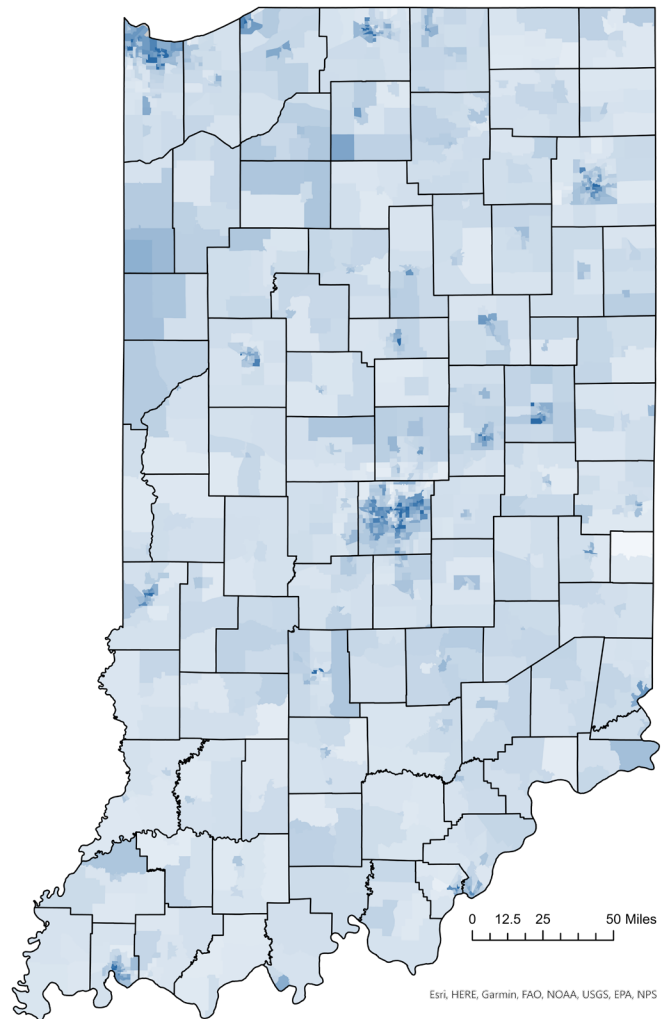 0 12.5 25 50 Miles
Esri, HERE, Garmin, FAO, NOAA, USGS, EPA, NPS